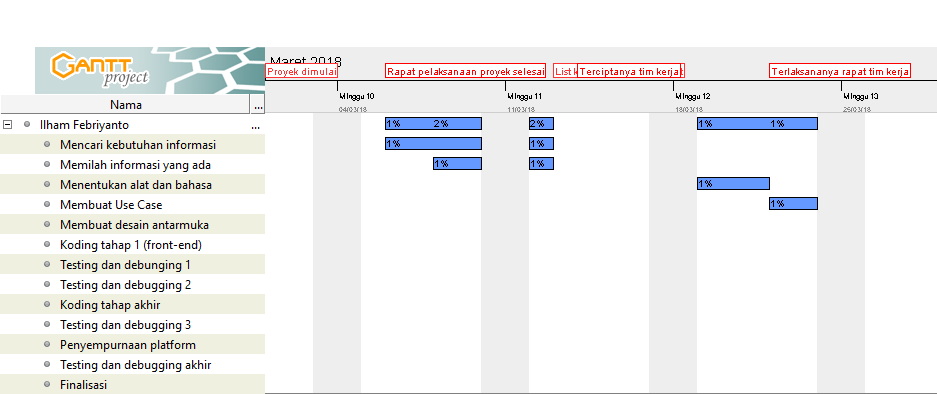 GANTT
project
Maret 2018
Proyek dimulai
Rapat pelaksanaan proyek selesai
List k
Terciptanya tim kerja
Terlaksananya rapat tim kerja
Nama
...
Minggu 10
Minggu 11
Minggu 12
Minggu 13
04/03/18
11/03/18
18/03/18
25/03/18
Ilham Febriyanto
...
1%
2%
2%
1%
1%
Mencari kebutuhan informasi
1%
1%
Memilah informasi yang ada
1%
1%
Menentukan alat dan bahasa
1%
Membuat Use Case
1%
Membuat desain antarmuka
Koding tahap 1 (front-end)
Testing dan debunging 1
Testing dan debugging 2
Koding tahap akhir
Testing dan debugging 3
Penyempurnaan platform
Testing dan debugging akhir
Finalisasi